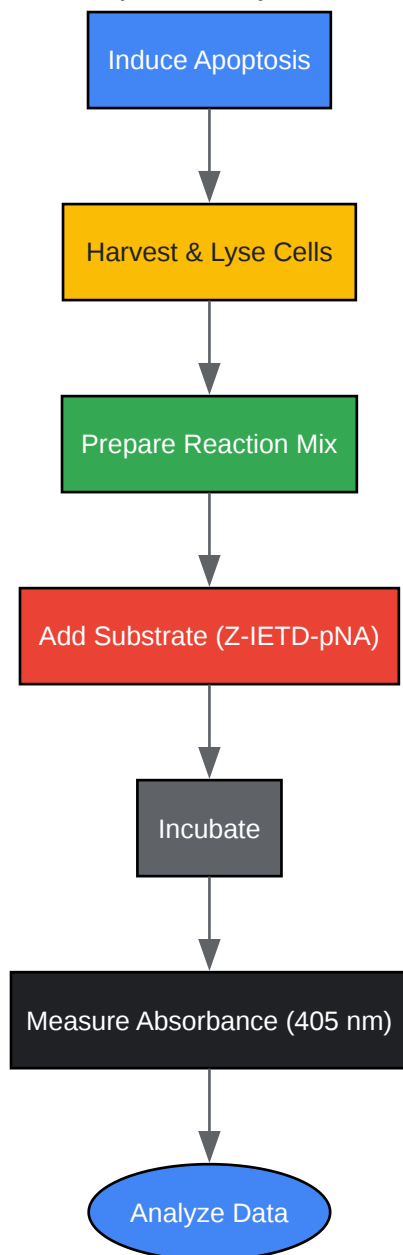 Induce Apoptosis
Harvest & Lyse Cells
Prepare Reaction Mix
Add Substrate (Z-IETD-pNA)
Incubate
Measure Absorbance (405 nm)
Analyze Data